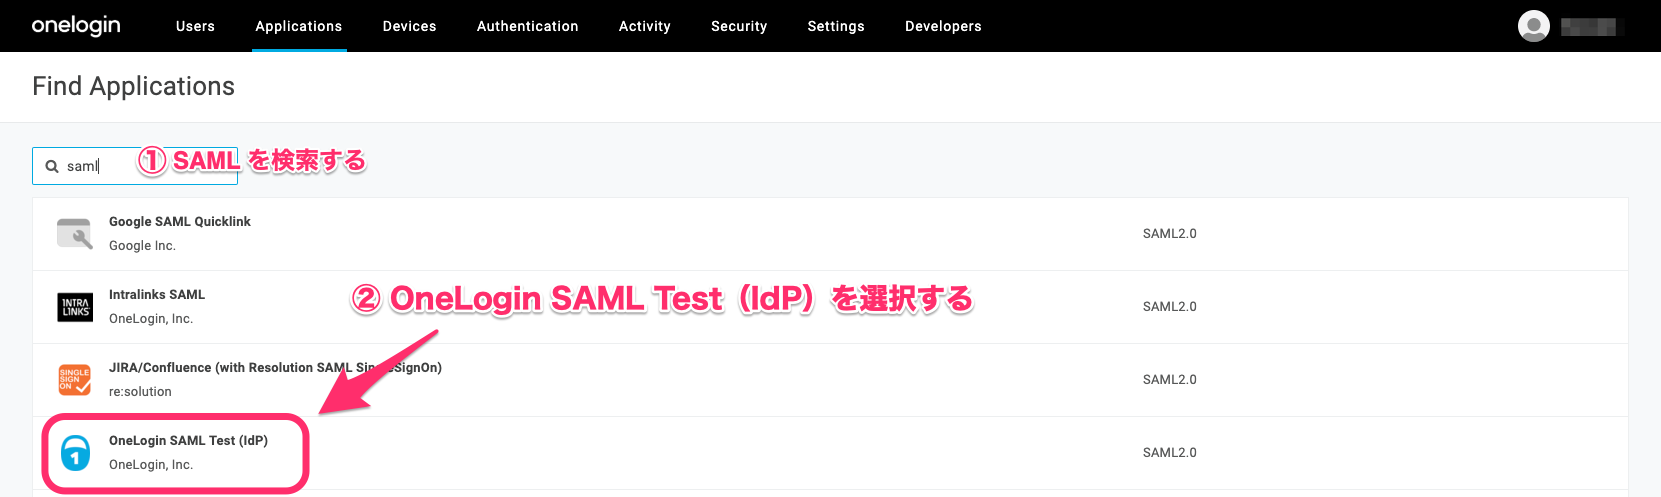 onelogin Users Applications Devices Authentication Activity Security Settings Developers
Find Applications
saml
① SAML を検索する
Google SAML Quicklink
Google Inc.
SAML2.0
② OneLogin SAML Test（IdP）を選択する
INTRA
LINKS
Intralinks SAML
OneLogin, Inc.
SAML2.0
SINGLE
SIGN
ON
JIRA/Confluence (with Resolution SAML SingleSignOn)
re:solution
SAML2.0
1
OneLogin SAML Test (IdP)
OneLogin, Inc.
SAML2.0